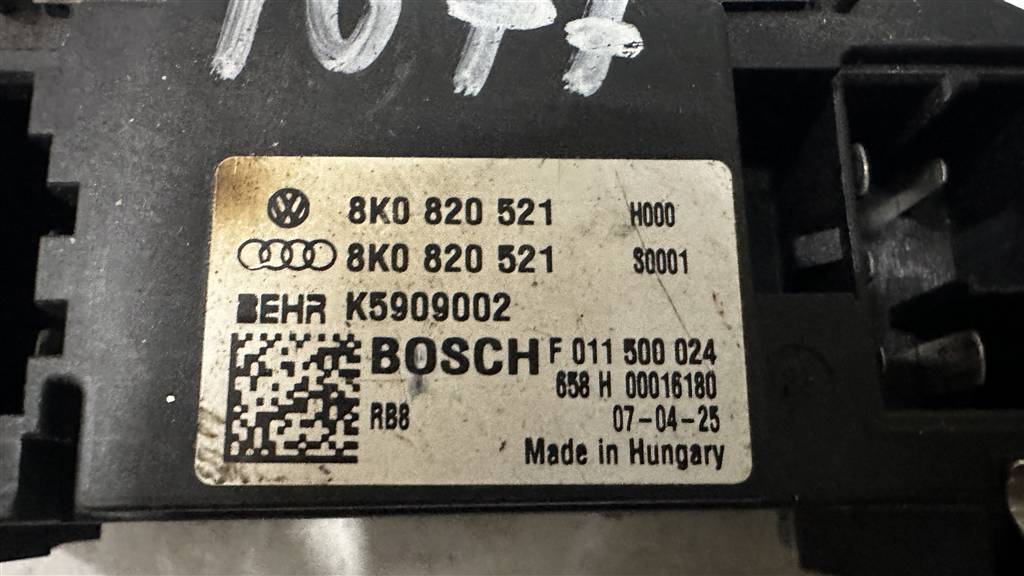 1077
8K0 820 521 H000
8K0 820 521 S0001
BEHR K5909002
BOSCH F 011 500 024
658 H 00016180
RB8 07-04-25
Made in Hungary